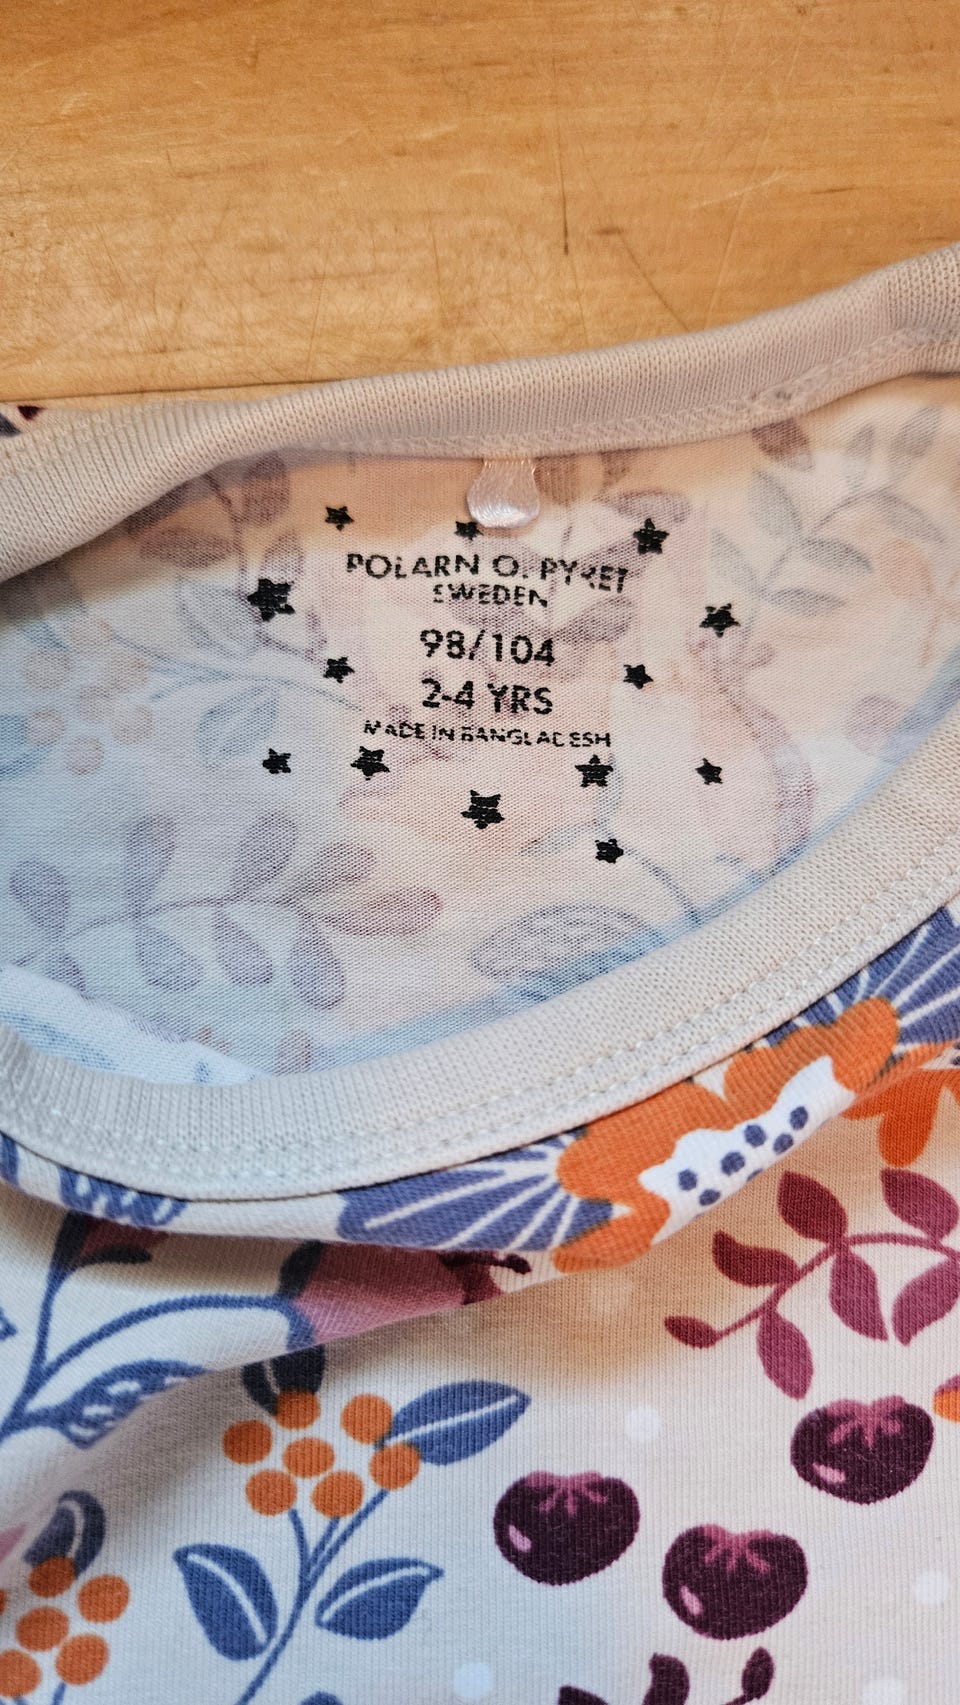 POLARN O. PYRET
SWEDEN
98/104
2-4 YRS
MADE IN BANGLADESH